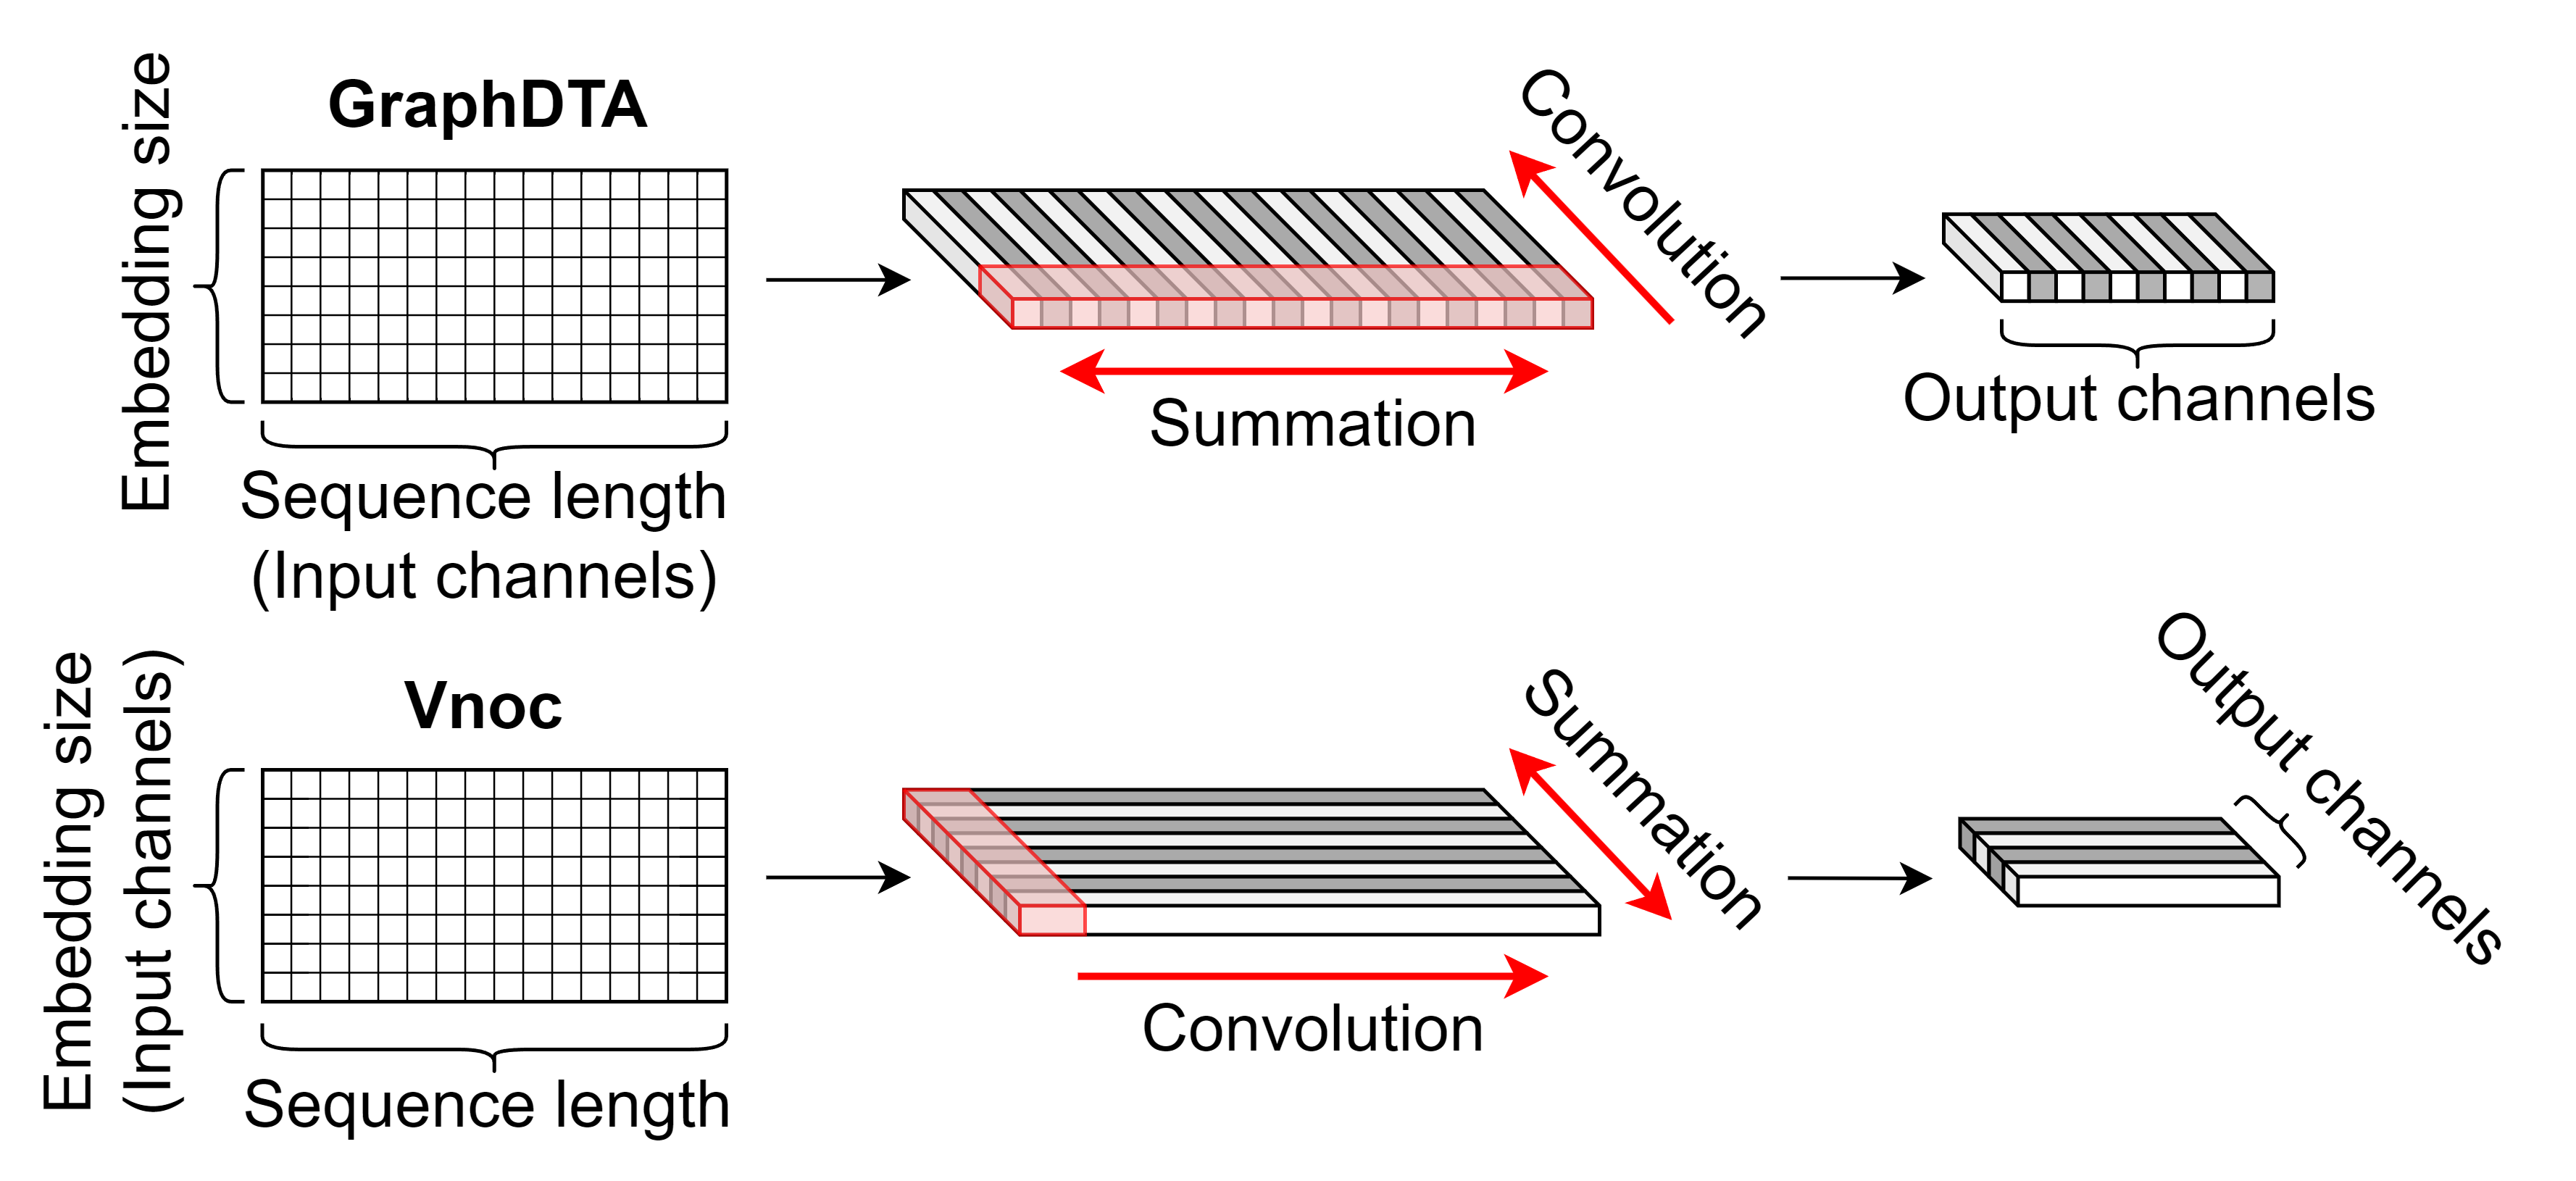 GraphDTA
Embedding size
Sequence length
(Input channels)
Convolution
Summation
Output channels
Vnoc
Embedding size
(Input channels)
Sequence length
Summation
Convolution
Output channels